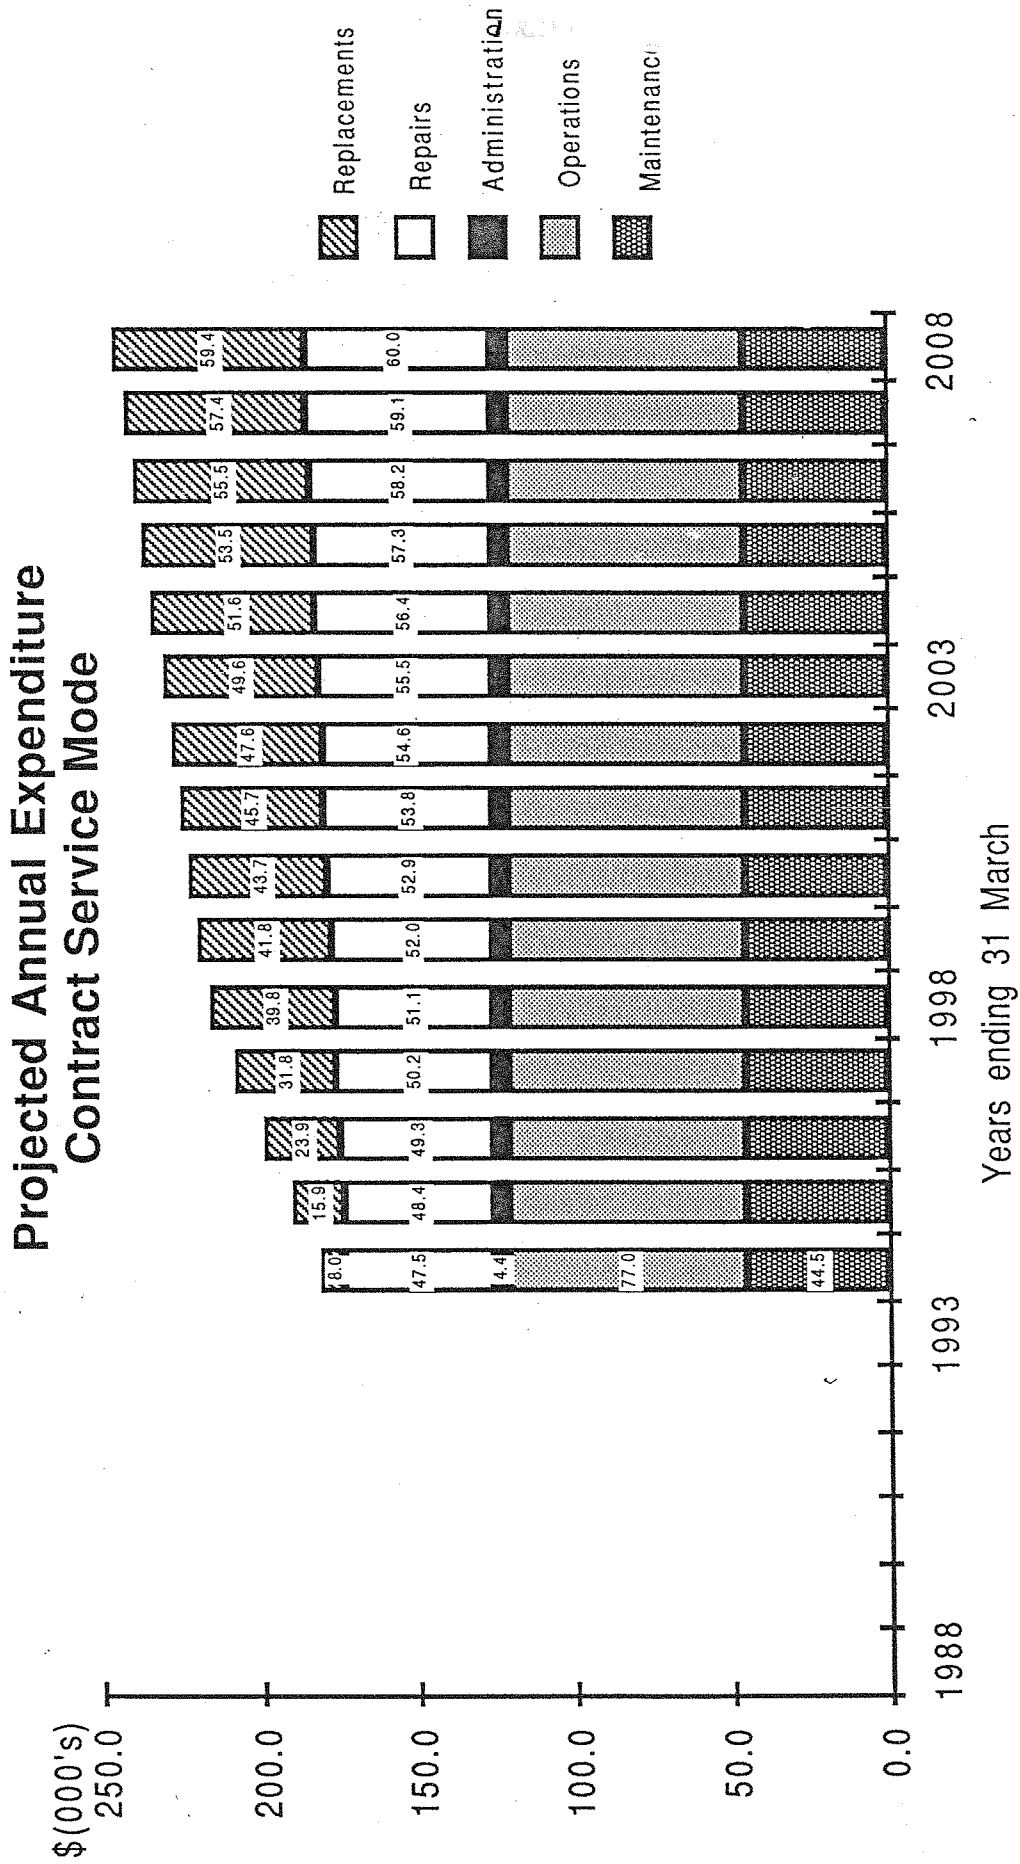 Projected Annual Expenditure
Contract Service Mode
$(000's)
250.0
200.0
150.0
100.0
50.0
0.0
8.0 15.9 23.9 31.8 39.8 41.8 43.7 45.7 47.6 49.6 51.6 53.5 55.5 57.4 59.4
47.5 48.4 49.3 50.2 51.1 52.0 52.9 53.8 54.6 55.5 56.4 57.3 58.2 59.1 60.0
4.4
77.0
44.5
1988 1993 1998 2003 2008
Years ending 31 March
Replacements
Repairs
Administration
Operations
Maintenance